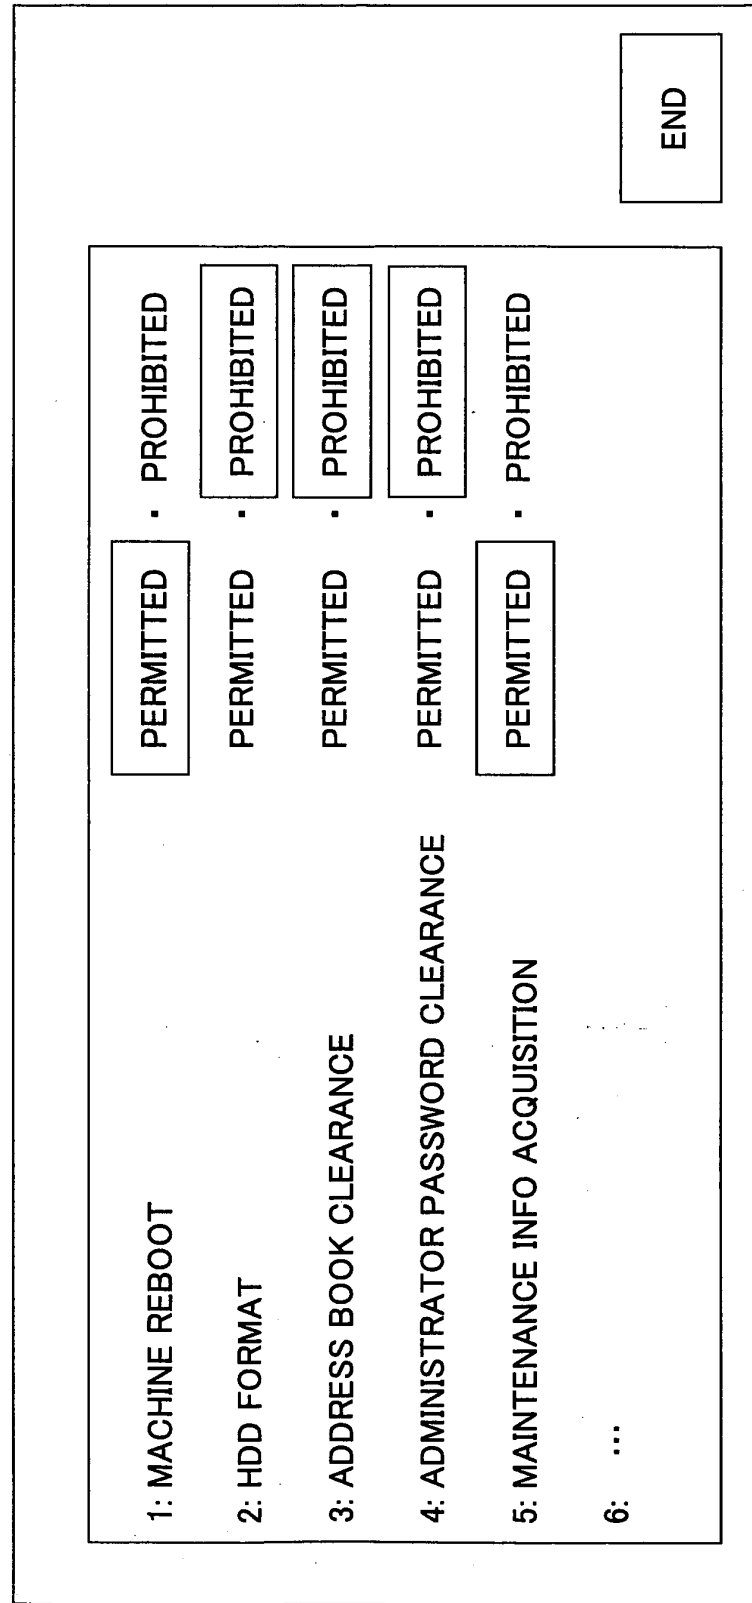 1: MACHINE REBOOT PERMITTED ・ PROHIBITED
2: HDD FORMAT PERMITTED ・ PROHIBITED
3: ADDRESS BOOK CLEARANCE PERMITTED ・ PROHIBITED
4: ADMINISTRATOR PASSWORD CLEARANCE PERMITTED ・ PROHIBITED
5: MAINTENANCE INFO ACQUISITION PERMITTED ・ PROHIBITED
6: ...
END